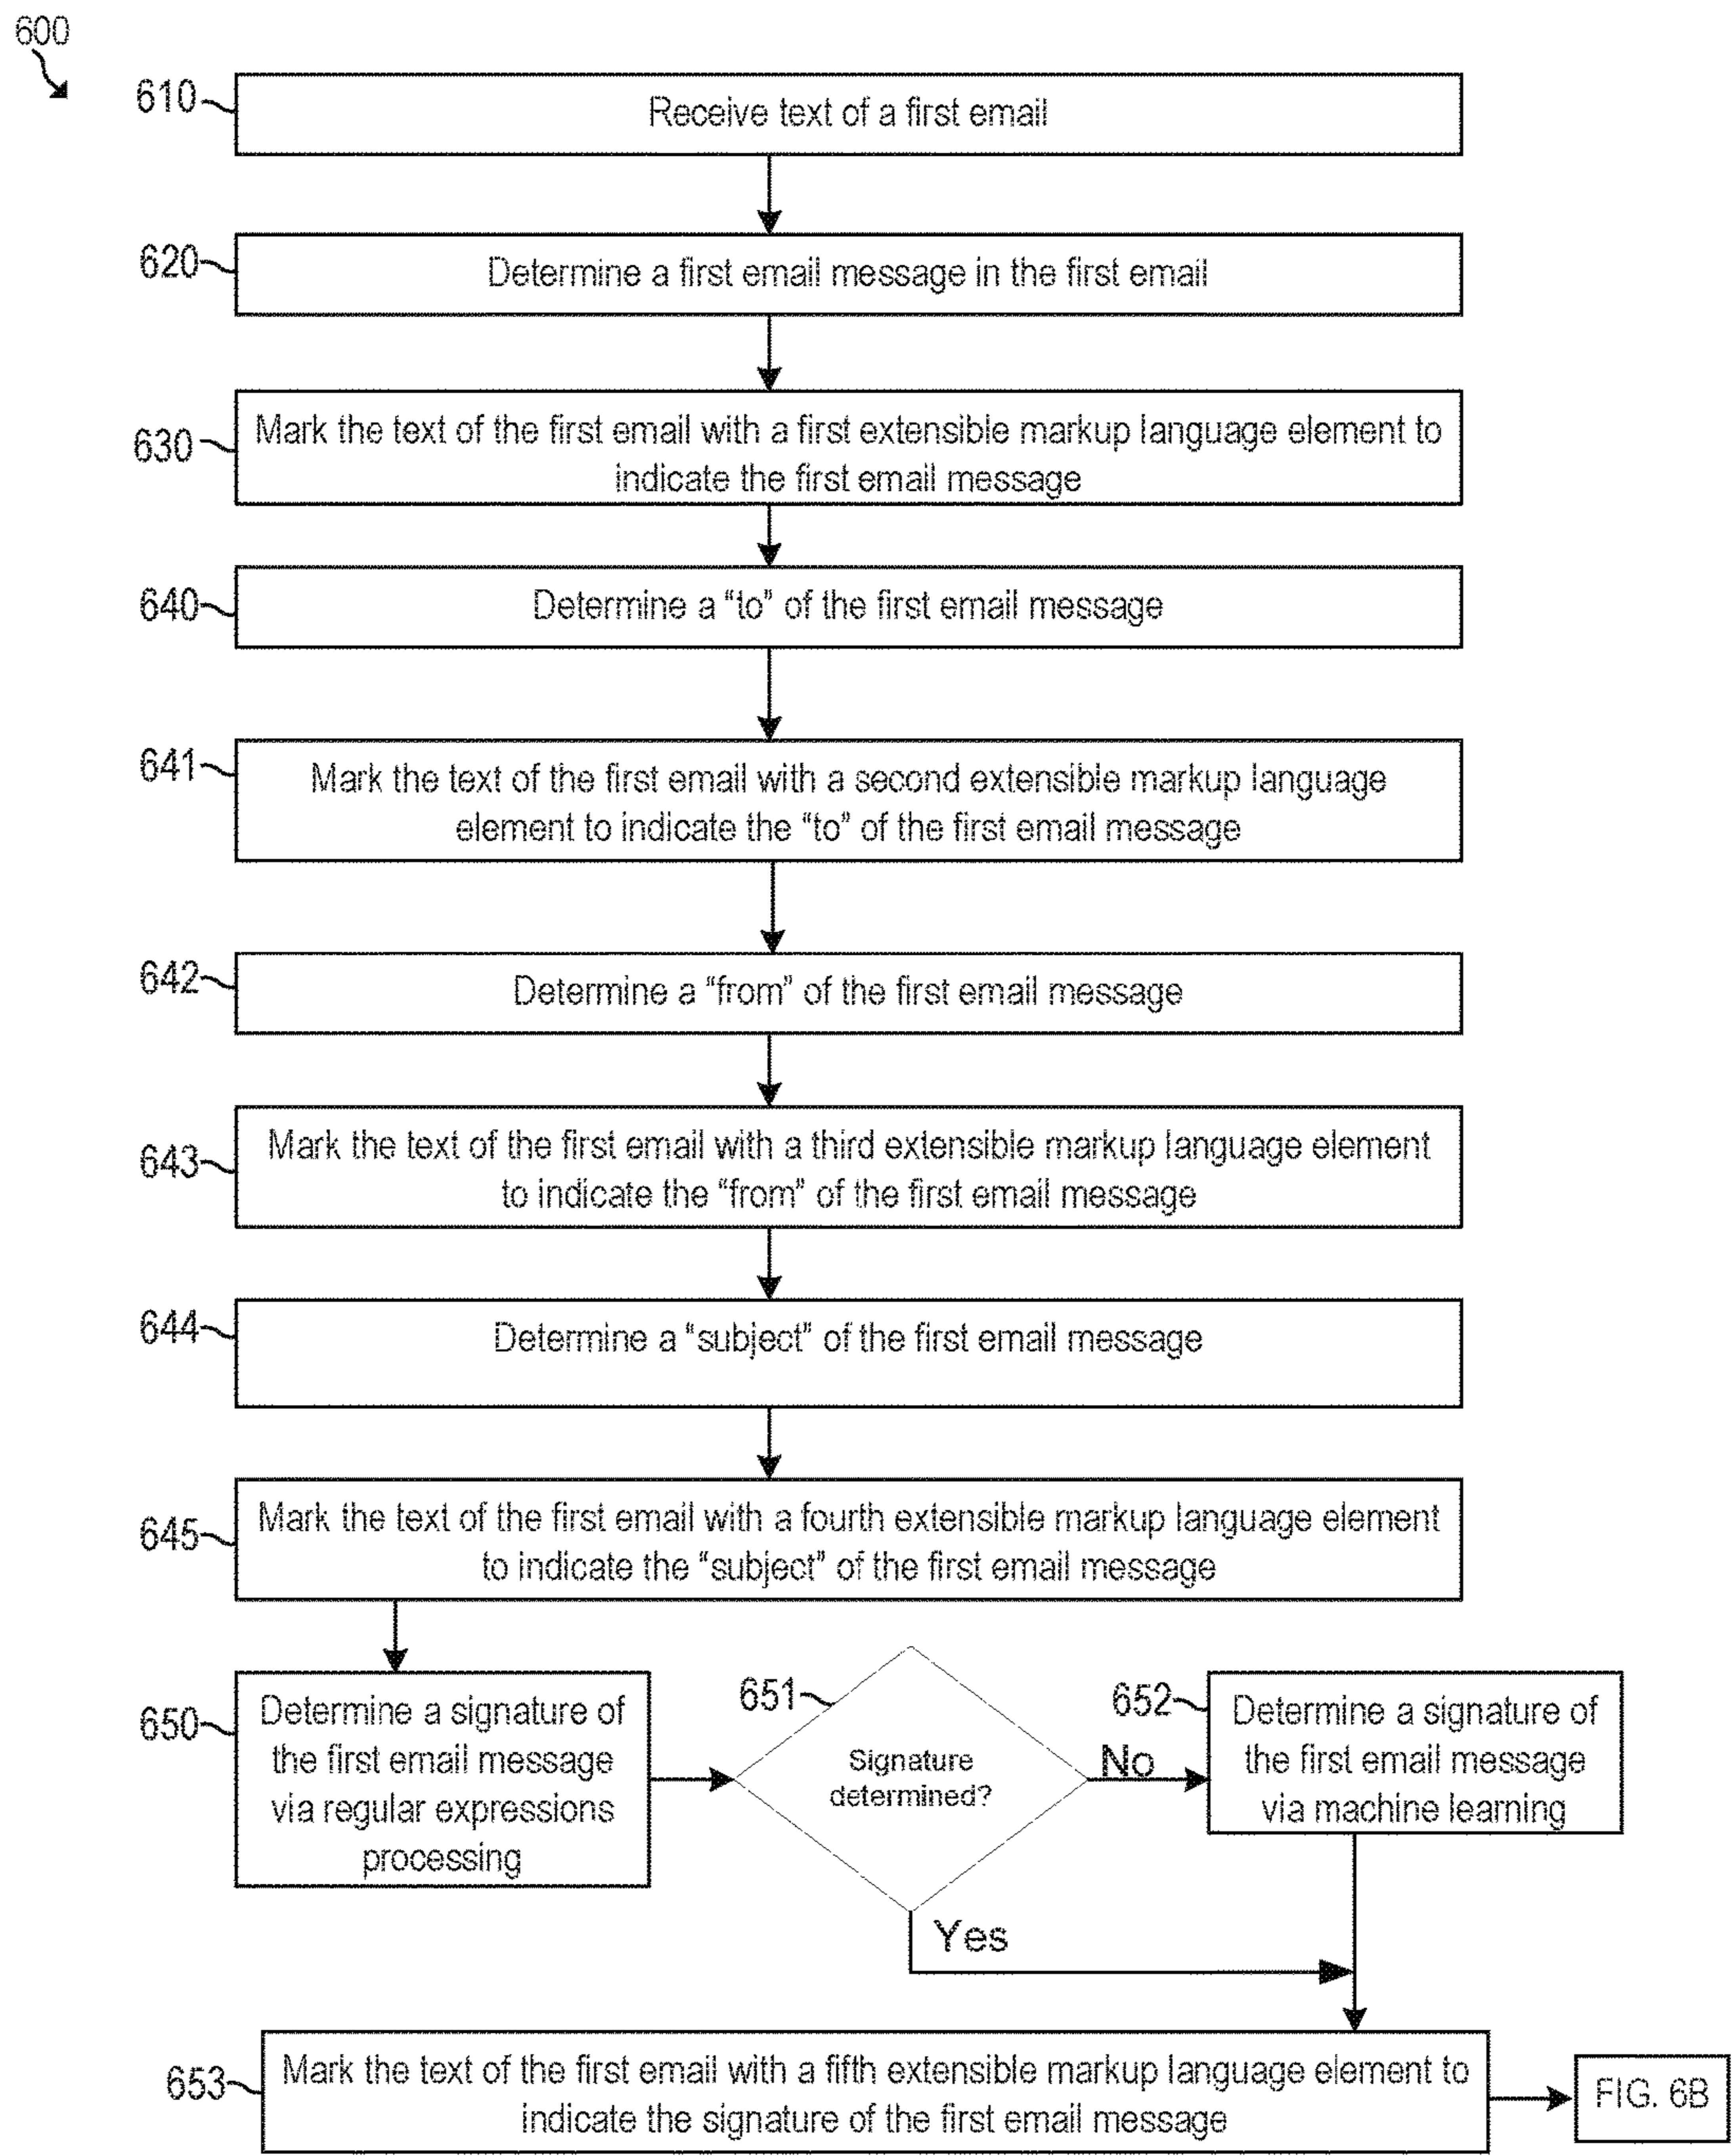 600
610
Receive text of a first email
620
Determine a first email message in the first email
630
Mark the text of the first email with a first extensible markup language element to
indicate the first email message
640
Determine a “to” of the first email message
641
Mark the text of the first email with a second extensible markup language
element to indicate the “to” of the first email message
642
Determine a “from” of the first email message
643
Mark the text of the first email with a third extensible markup language element
to indicate the “from” of the first email message
644
Determine a “subject” of the first email message
645
Mark the text of the first email with a fourth extensible markup language element
to indicate the “subject” of the first email message
650
Determine a signature of
the first email message
via regular expressions
processing
651
Signature
determined?
No
Yes
652
Determine a signature of
the first email message
via machine learning
653
Mark the text of the first email with a fifth extensible markup language element to
indicate the signature of the first email message
FIG. 6B